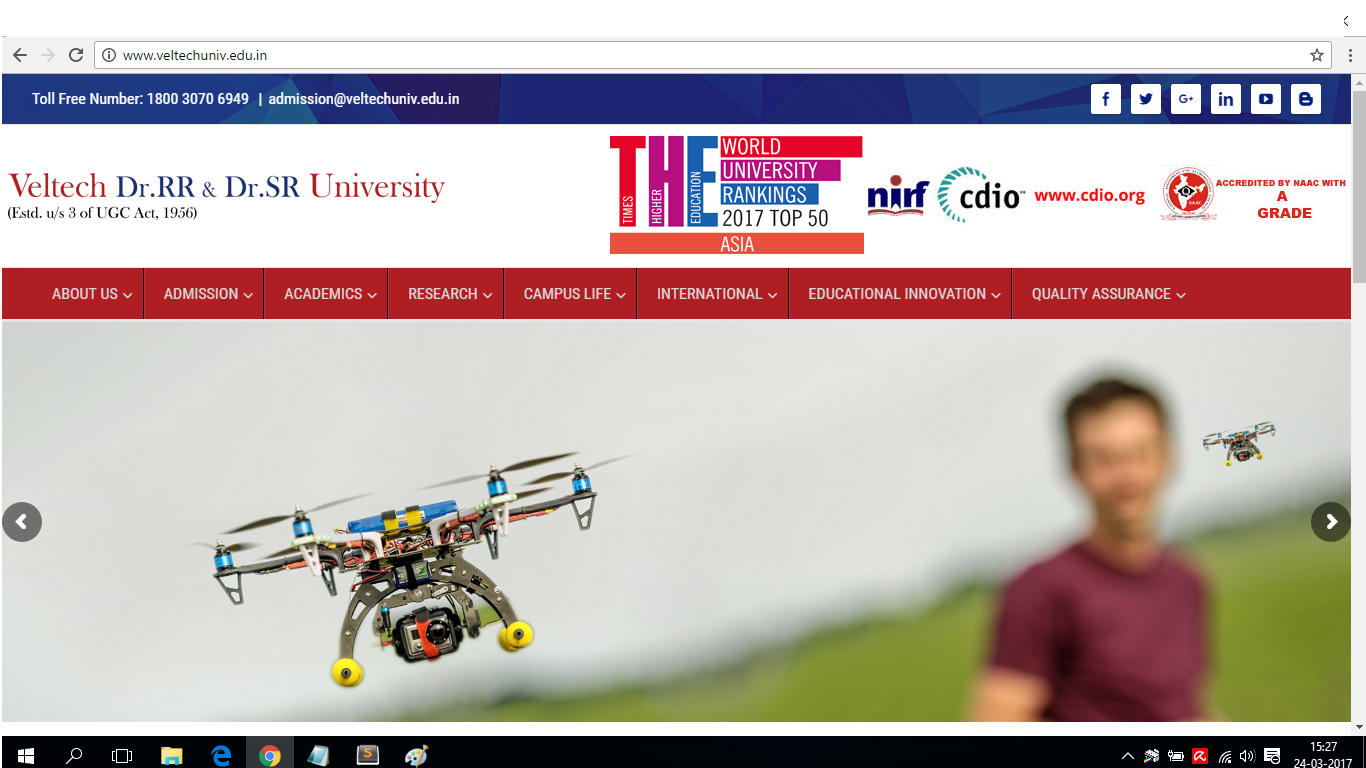 www.veltechuniv.edu.in
Toll Free Number: 1800 3070 6949 | admission@veltechuniv.edu.in
f G+ in
Veltech Dr.RR & Dr.SR University
(Estd. u/s 3 of UGC Act, 1956)
THE
TIMES
HIGHER
EDUCATION
WORLD
UNIVERSITY
RANKINGS
2017 TOP 50
ASIA
nirf
cdio™
www.cdio.org
NAAC
ACCREDITED BY NAAC WITH
A
GRADE
ABOUT US ADMISSION ACADEMICS RESEARCH CAMPUS LIFE INTERNATIONAL EDUCATIONAL INNOVATION QUALITY ASSURANCE
15:27
24-03-2017